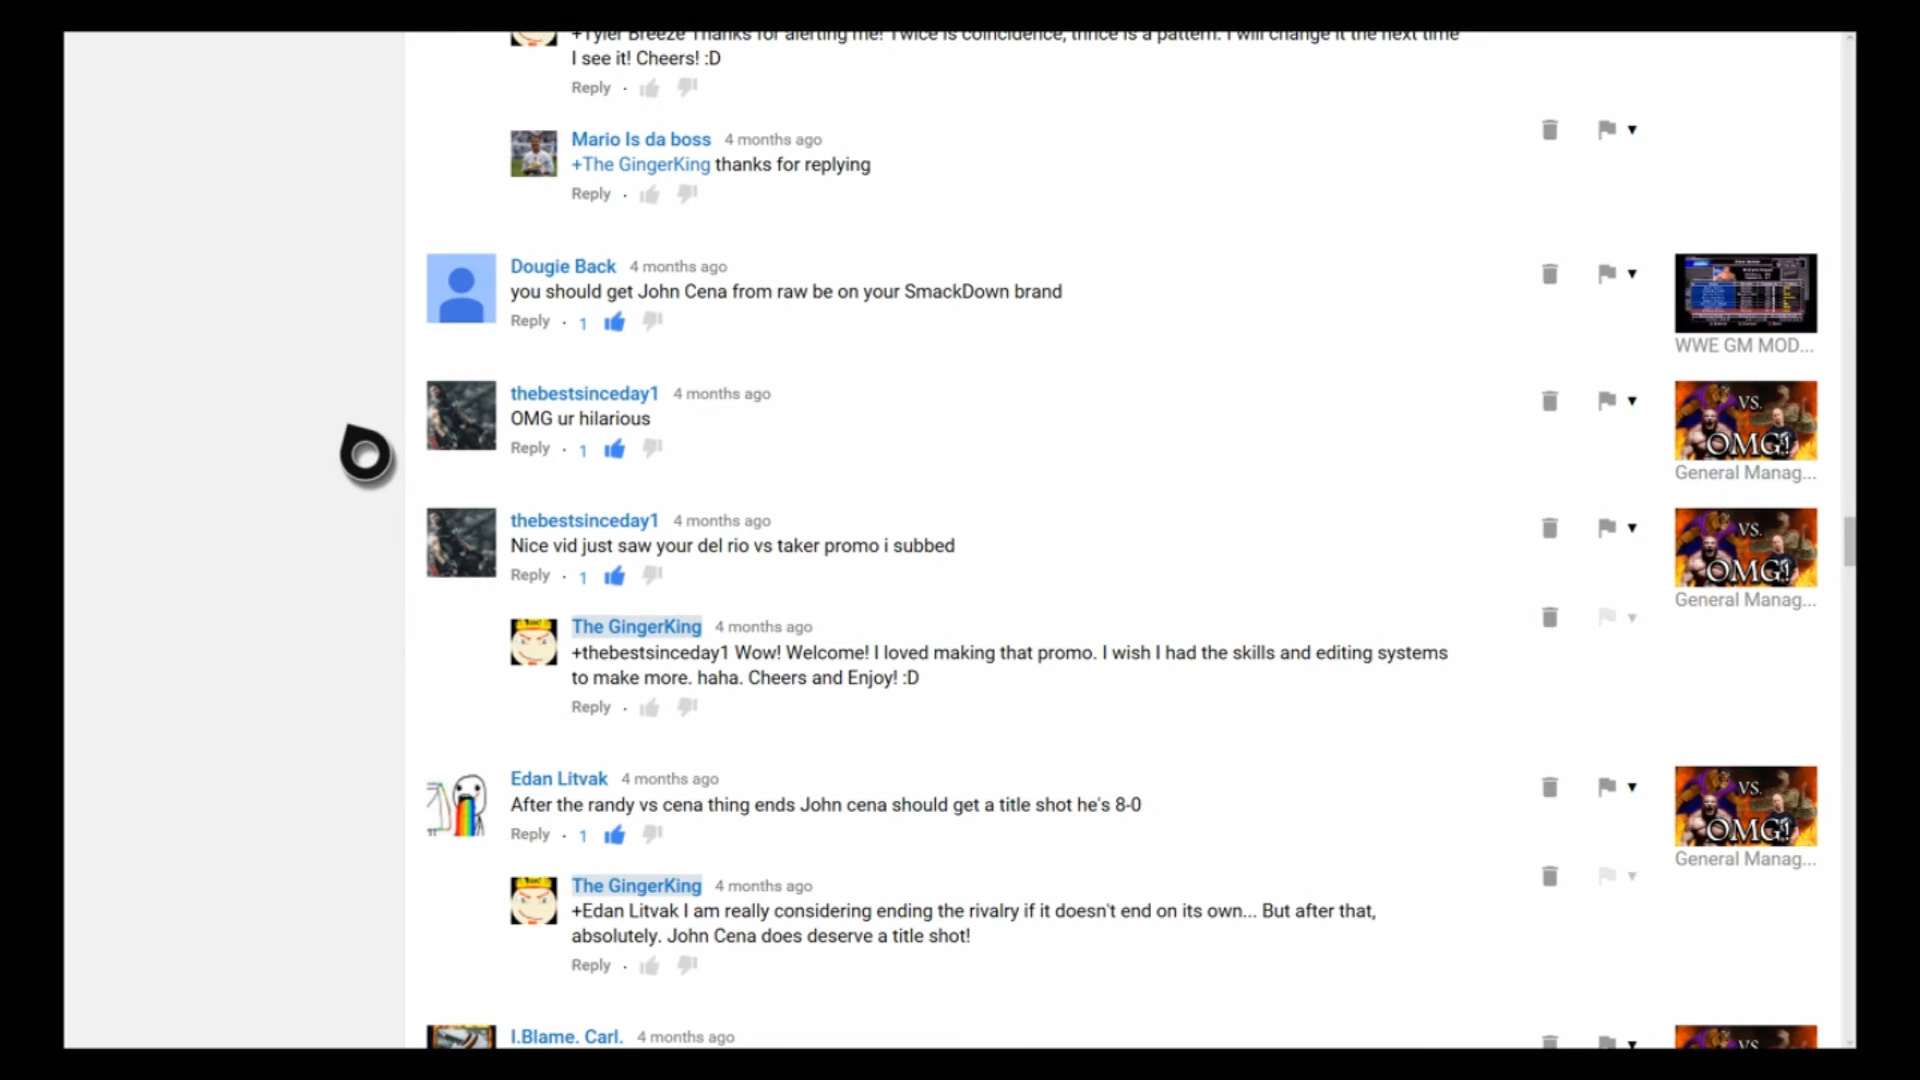 +Tyler Breeze Thanks for alerting me! Twice is coincidence, thrice is a pattern. I will change it the next time
I see it! Cheers! :D
Reply ·
Mario Is da boss 4 months ago
+The GingerKing thanks for replying
Reply ·
Dougie Back 4 months ago
you should get John Cena from raw be on your SmackDown brand
Reply · 1
WWE GM MOD...
thebestsinceday1 4 months ago
OMG ur hilarious
Reply · 1
VS.
OMG!
General Manag...
thebestsinceday1 4 months ago
Nice vid just saw your del rio vs taker promo i subbed
Reply · 1
VS.
OMG!
General Manag...
The GingerKing 4 months ago
+thebestsinceday1 Wow! Welcome! I loved making that promo. I wish I had the skills and editing systems
to make more. haha. Cheers and Enjoy! :D
Reply ·
Edan Litvak 4 months ago
After the randy vs cena thing ends John cena should get a title shot he's 8-0
Reply · 1
VS.
OMG!
General Manag...
The GingerKing 4 months ago
+Edan Litvak I am really considering ending the rivalry if it doesn't end on its own... But after that,
absolutely. John Cena does deserve a title shot!
Reply ·
I.Blame. Carl. 4 months ago
VS